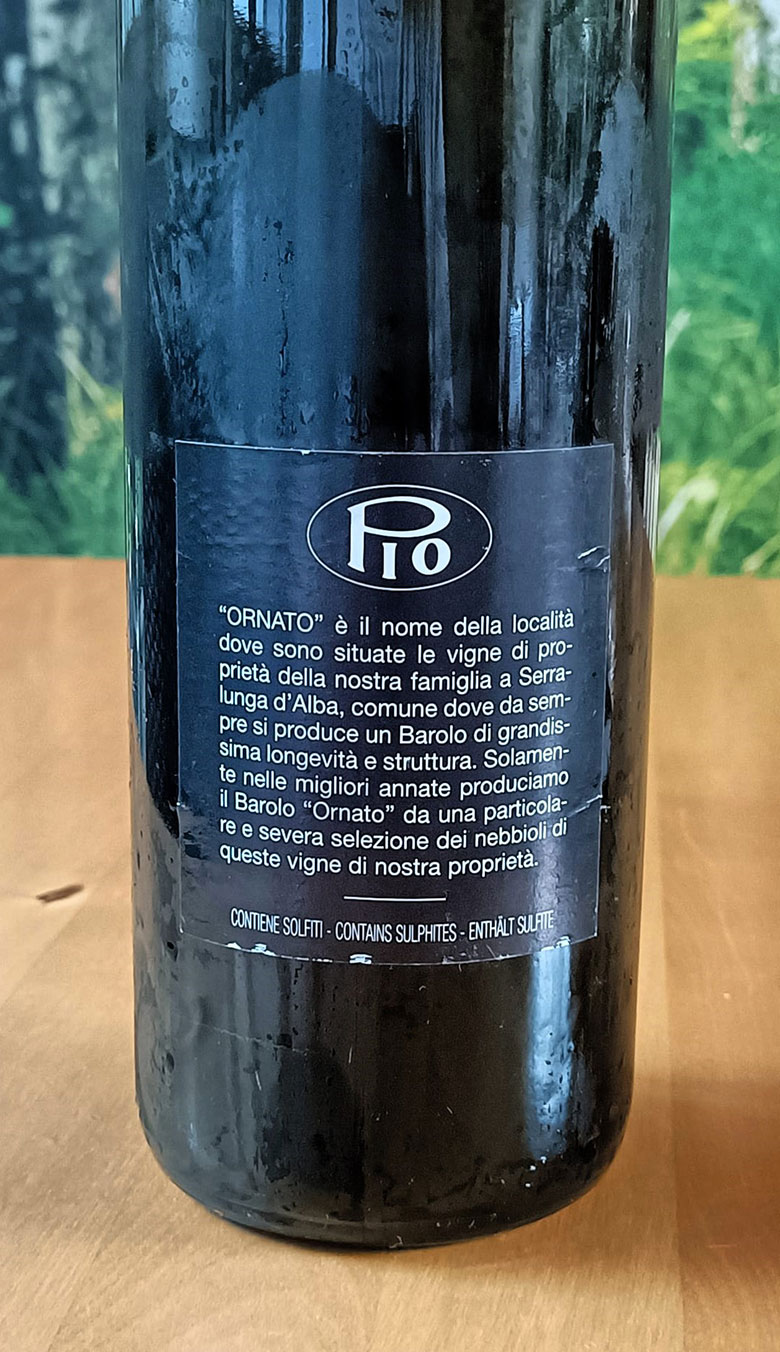 PIO
“ORNATO” è il nome della località
dove sono situate le vigne di pro-
prietà della nostra famiglia a Serra-
lunga d’Alba, comune dove da sem-
pre si produce un Barolo di grandis-
sima longevità e struttura. Solamen-
te nelle migliori annate produciamo
il Barolo “Ornato” da una particola-
re e severa selezione dei nebbioli di
queste vigne di nostra proprietà.
CONTIENE SOLFITI - CONTAINS SULPHITES - ENTHÄLT SULFITE